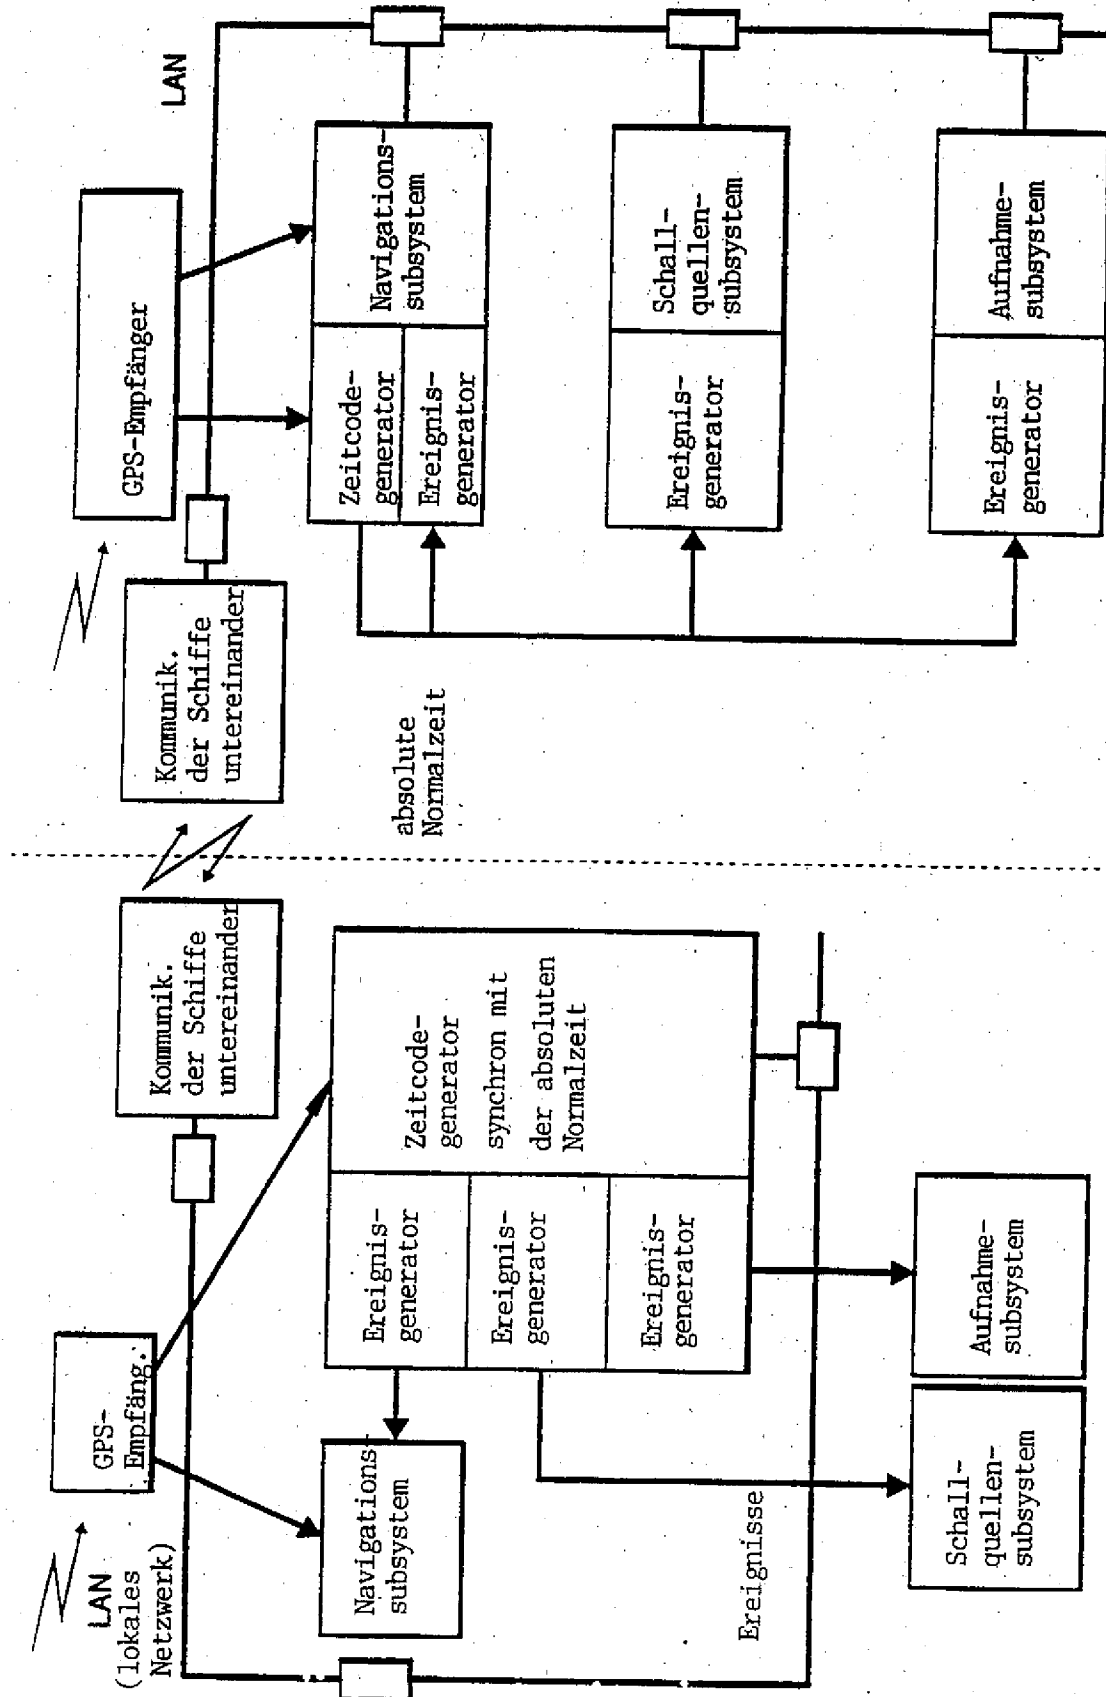 LAN
(lokales
Netzwerk)
GPS-
Empfäng.
Kommunik.
der Schiffe
untereinander
Navigations-
subsystem
Ereignis-
generator
Ereignis-
generator
Ereignis-
generator
Zeitcode-
generator
synchron mit
der absoluten
Normalzeit
Ereignisse
Schall-
quellen-
subsystem
Aufnahme-
subsystem
Kommunik.
der Schiffe
untereinander
GPS-Empfänger
LAN
absolute
Normalzeit
Zeitcode-
generator
Ereignis-
generator
Navigations-
subsystem
Ereignis-
generator
Schall-
quellen-
subsystem
Ereignis-
generator
Aufnahme-
subsystem